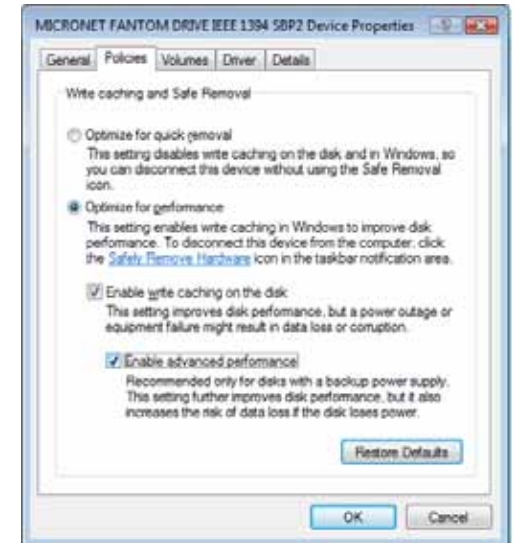 MICRONET FANTOM DRIVE IEEE 1394 SBP2 Device Properties
General Policies Volumes Driver Details
Write caching and Safe Removal
Optimize for quick removal
This setting disables write caching on the disk and in Windows, so
you can disconnect this device without using the Safe Removal
icon.
Optimize for performance
This setting enables write caching in Windows to improve disk
performance. To disconnect this device from the computer, click
the Safely Remove Hardware icon in the taskbar notification area.
Enable write caching on the disk
This setting improves disk performance, but a power outage or
equipment failure might result in data loss or corruption.
Enable advanced performance
Recommended only for disks with a backup power supply.
This setting further improves disk performance, but it also
increases the risk of data loss if the disk loses power.
Restore Defaults
OK Cancel